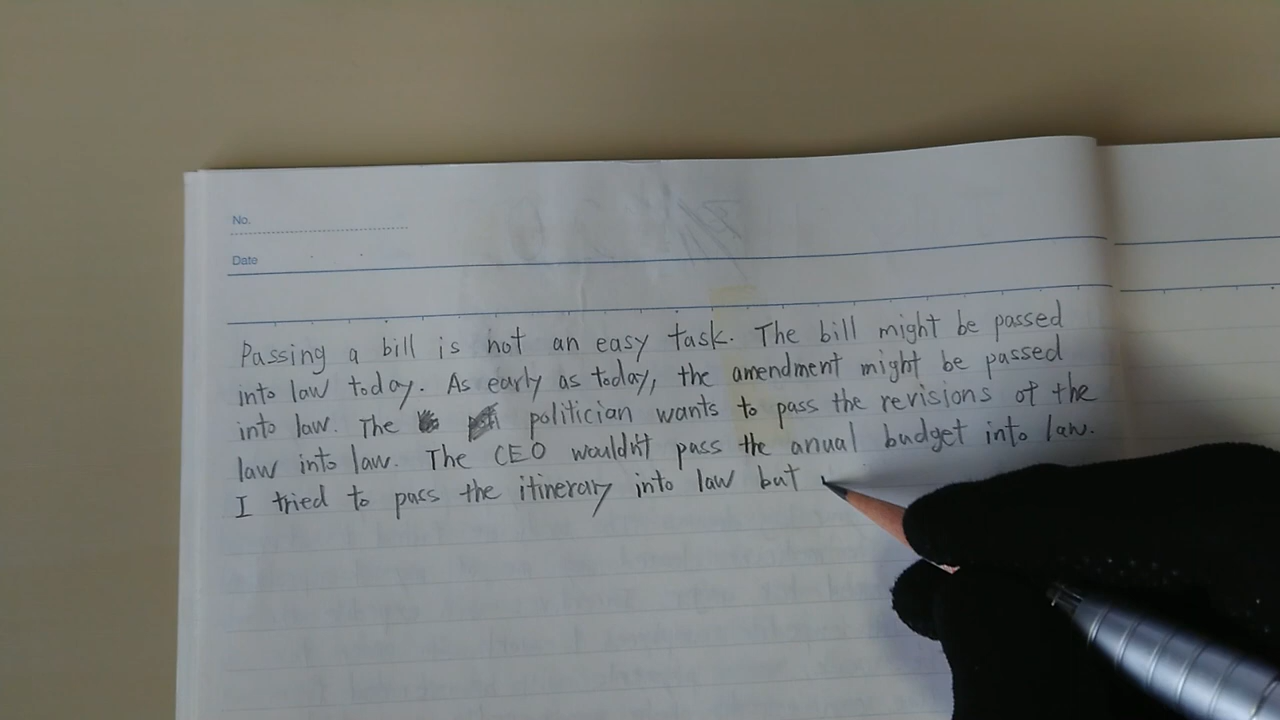 No.
Date
Passing a bill is not an easy task. The bill might be passed
into law today. As early as today, the amendment might be passed
into law. The politician wants to pass the revisions of the
law into law. The CEO wouldn't pass the anual budget into law.
I tried to pass the itinerary into law but